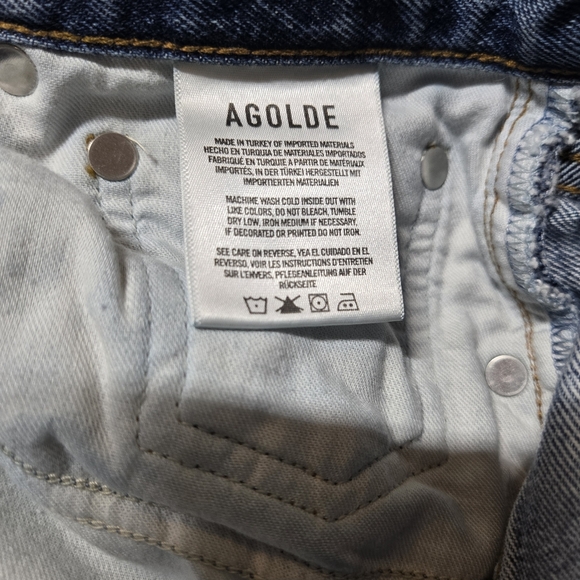 AGOLDE
MADE IN TURKEY OF IMPORTED MATERIALS
HECHO EN TURQUIA DE MATERIALES IMPORTADOS
FABRIQUÉ EN TURQUIE A PARTIR DE MATÉRIAUX
IMPORTÉS, IN DER TÜRKEI HERGESTELLT MIT
IMPORTIERTEN MATERIALIEN
MACHINE WASH COLD INSIDE OUT WITH
LIKE COLORS, DO NOT BLEACH, TUMBLE
DRY LOW, IRON MEDIUM IF NECESSARY,
IF DECORATED OR PRINTED DO NOT IRON.
SEE CARE ON REVERSE, VEA EL CUIDADO EN EL
REVERSO, VOIR LES INSTRUCTIONS D'ENTRETIEN
SUR L'ENVERS, PFLEGEANLEITUNG AUF DER
RÜCKSEITE